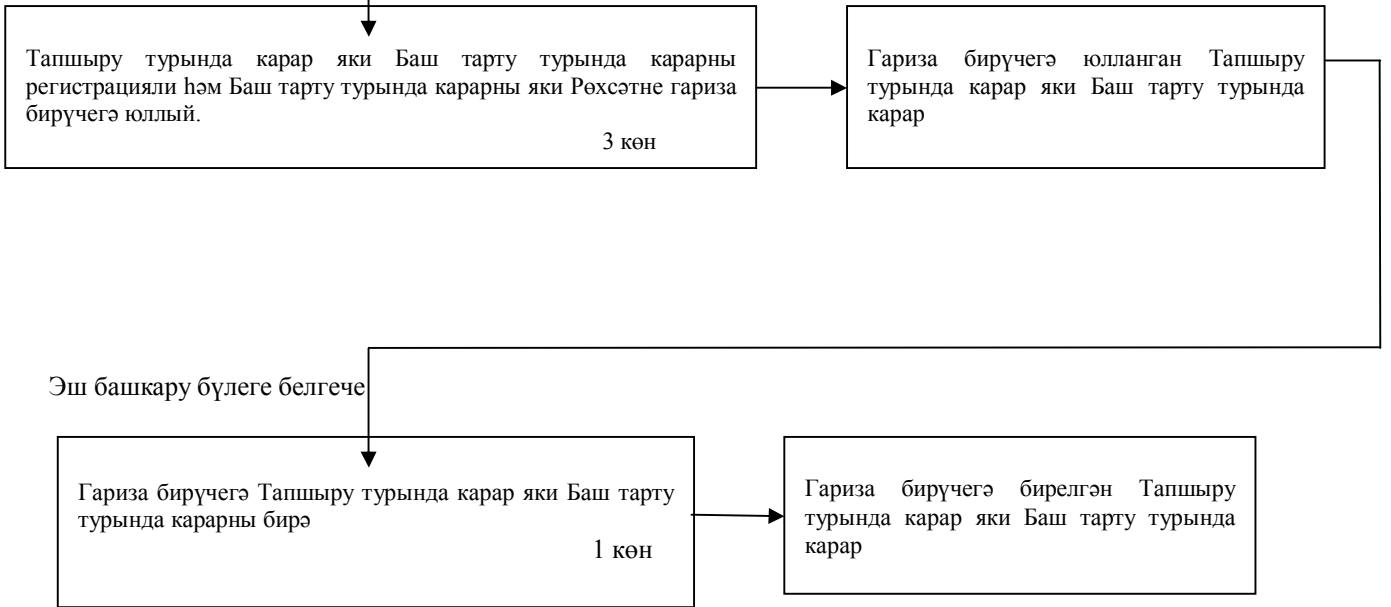 Тапшыру турында карар яки Баш тарту турында карарны
регистрацияли һәм Баш тарту турында карарны яки Рөхсәтне гариза
бирүчегә юллый.
3 көн
Гариза бирүчегә юлланган Тапшыру
турында карар яки Баш тарту турында
карар
Эш башкару бүлеге белгече
Гариза бирүчегә Тапшыру турында карар яки Баш тарту
турында карарны бирә
1 көн
Гариза бирүчегә бирелгән Тапшыру
турында карар яки Баш тарту турында
карар